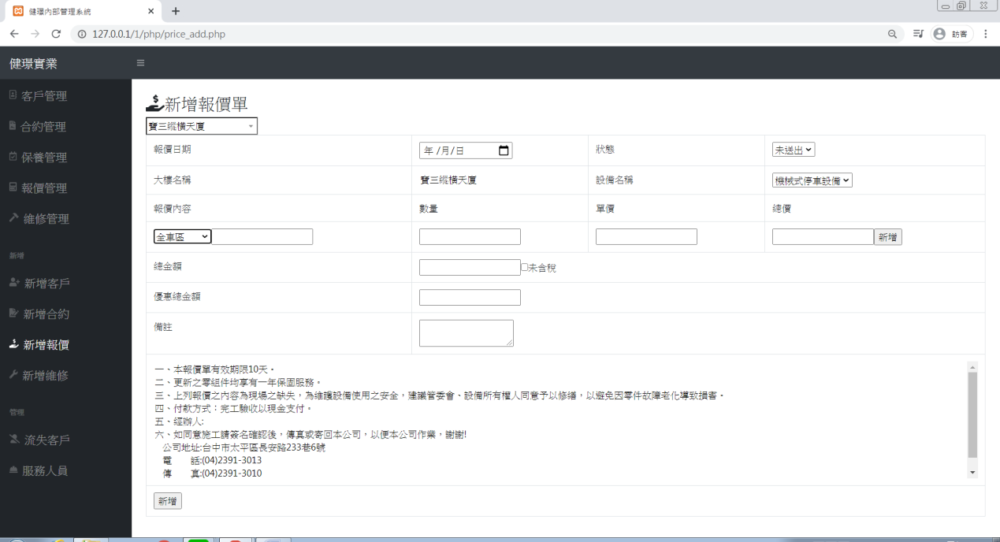 健璟內部管理系統
127.0.0.1/1/php/price_add.php
訪客
健璟實業
客戶管理
合約管理
保養管理
報價管理
維修管理
新增
新增客戶
新增合約
新增報價
新增維修
管理
流失客戶
服務人員
新增報價單
寶三縱橫天廈
報價日期 年 /月/日 狀態 未送出
大樓名稱 寶三縱橫天廈 設備名稱 機械式停車設備
報價內容 數量 單價 總價
全車區 新增
總金額 未含稅
優惠總金額
備註
一、本報價單有效期限10天。
二、更新之零組件均享有一年保固服務。
三、上列報價之內容為現場之缺失，為維護設備使用之安全，建議管委會、設備所有權人同意予以修繕，以避免因零件故障老化導致損害。
四、付款方式：完工驗收以現金支付。
五、經辦人:
六、如同意施工請簽名確認後，傳真或寄回本公司，以便本公司作業，謝謝!
公司地址:台中市太平區長安路233巷6號
電 話:(04)2391-3013
傳 真:(04)2391-3010
新增